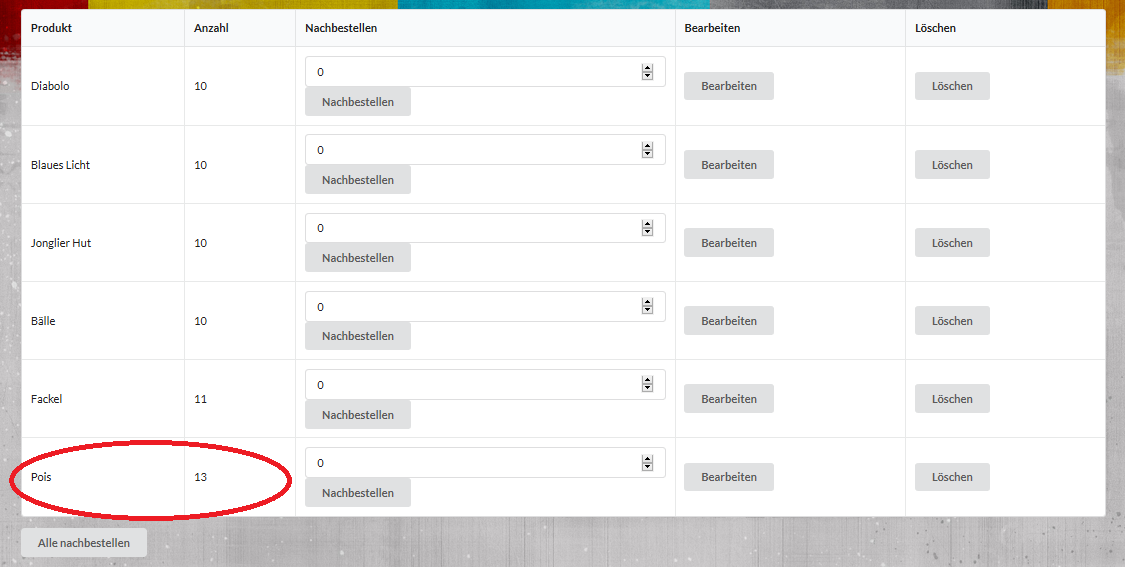 Produkt Anzahl Nachbestellen Bearbeiten Löschen
0
Diabolo 10 Bearbeiten Löschen
Nachbestellen
0
Blaues Licht 10 Bearbeiten Löschen
Nachbestellen
0
Jonglier Hut 10 Bearbeiten Löschen
Nachbestellen
0
Bälle 10 Bearbeiten Löschen
Nachbestellen
0
Fackel 11 Bearbeiten Löschen
Nachbestellen
0
Pois 13 Bearbeiten Löschen
Nachbestellen
Alle nachbestellen